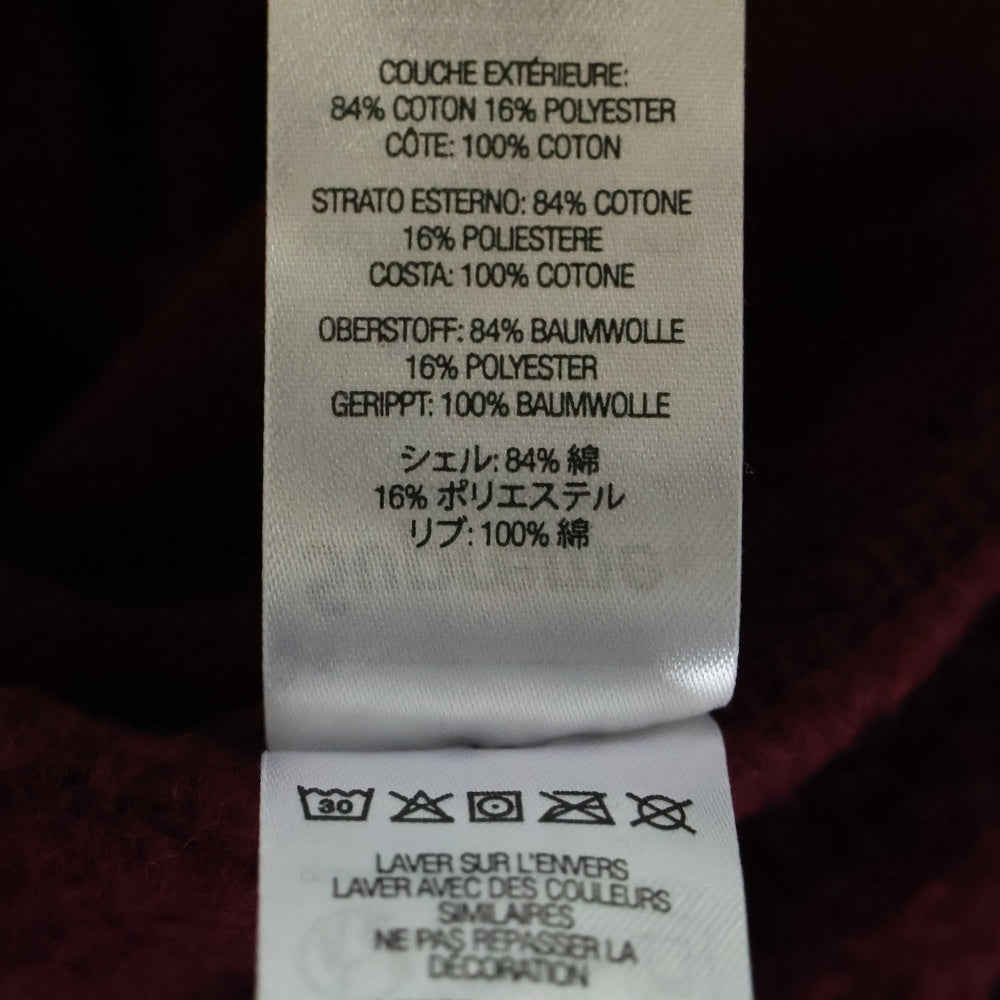 COUCHE EXTÉRIEURE:
84% COTON 16% POLYESTER
CÔTE: 100% COTON
STRATO ESTERNO: 84% COTONE
16% POLIESTERE
COSTA: 100% COTONE
OBERSTOFF: 84% BAUMWOLLE
16% POLYESTER
GERIPPT: 100% BAUMWOLLE
シェル: 84% 綿
16% ポリエステル
リブ: 100% 綿
30
LAVER SUR L'ENVERS
LAVER AVEC DES COULEURS
SIMILAIRES
NE PAS REPASSER LA
DÉCORATION